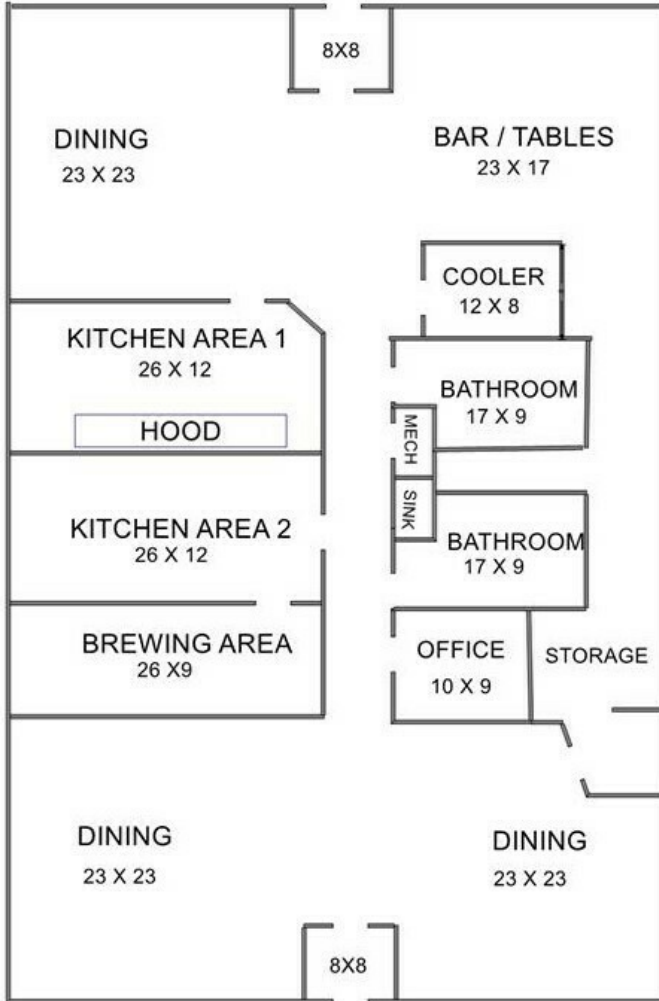 8X8
DINING
23 X 23
BAR / TABLES
23 X 17
COOLER
12 X 8
KITCHEN AREA 1
26 X 12
HOOD
BATHROOM
17 X 9
MECH
SINK
KITCHEN AREA 2
26 X 12
BATHROOM
17 X 9
BREWING AREA
26 X9
OFFICE
10 X 9
STORAGE
DINING
23 X 23
DINING
23 X 23
8X8